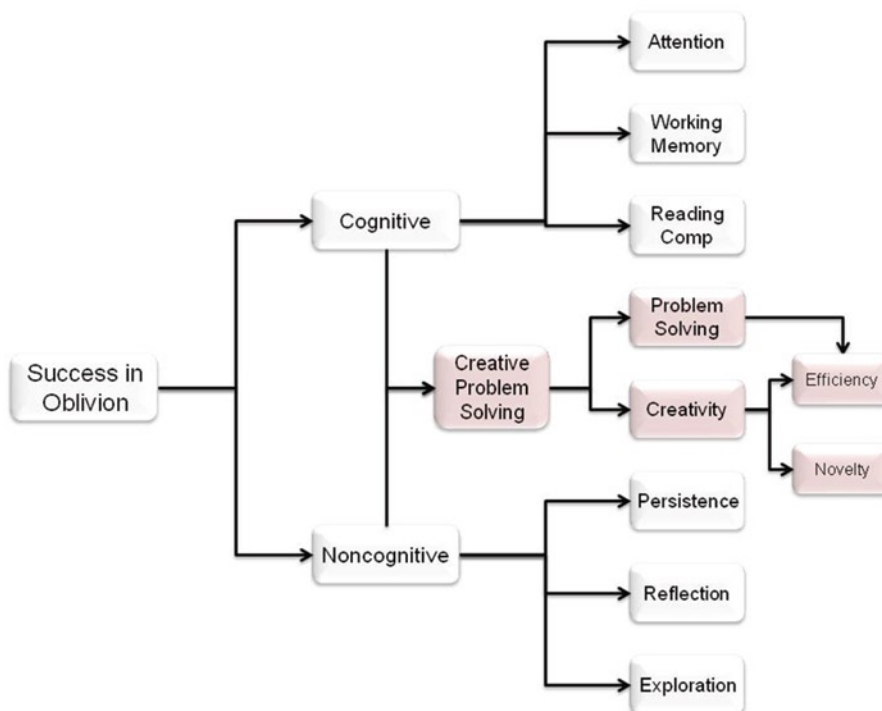 Attention
Working
Memory
Reading
Comp
Cognitive
Problem
Solving
Creative
Problem
Solving
Success in
Oblivion
Efficiency
Creativity
Novelty
Persistence
Noncognitive
Reflection
Exploration